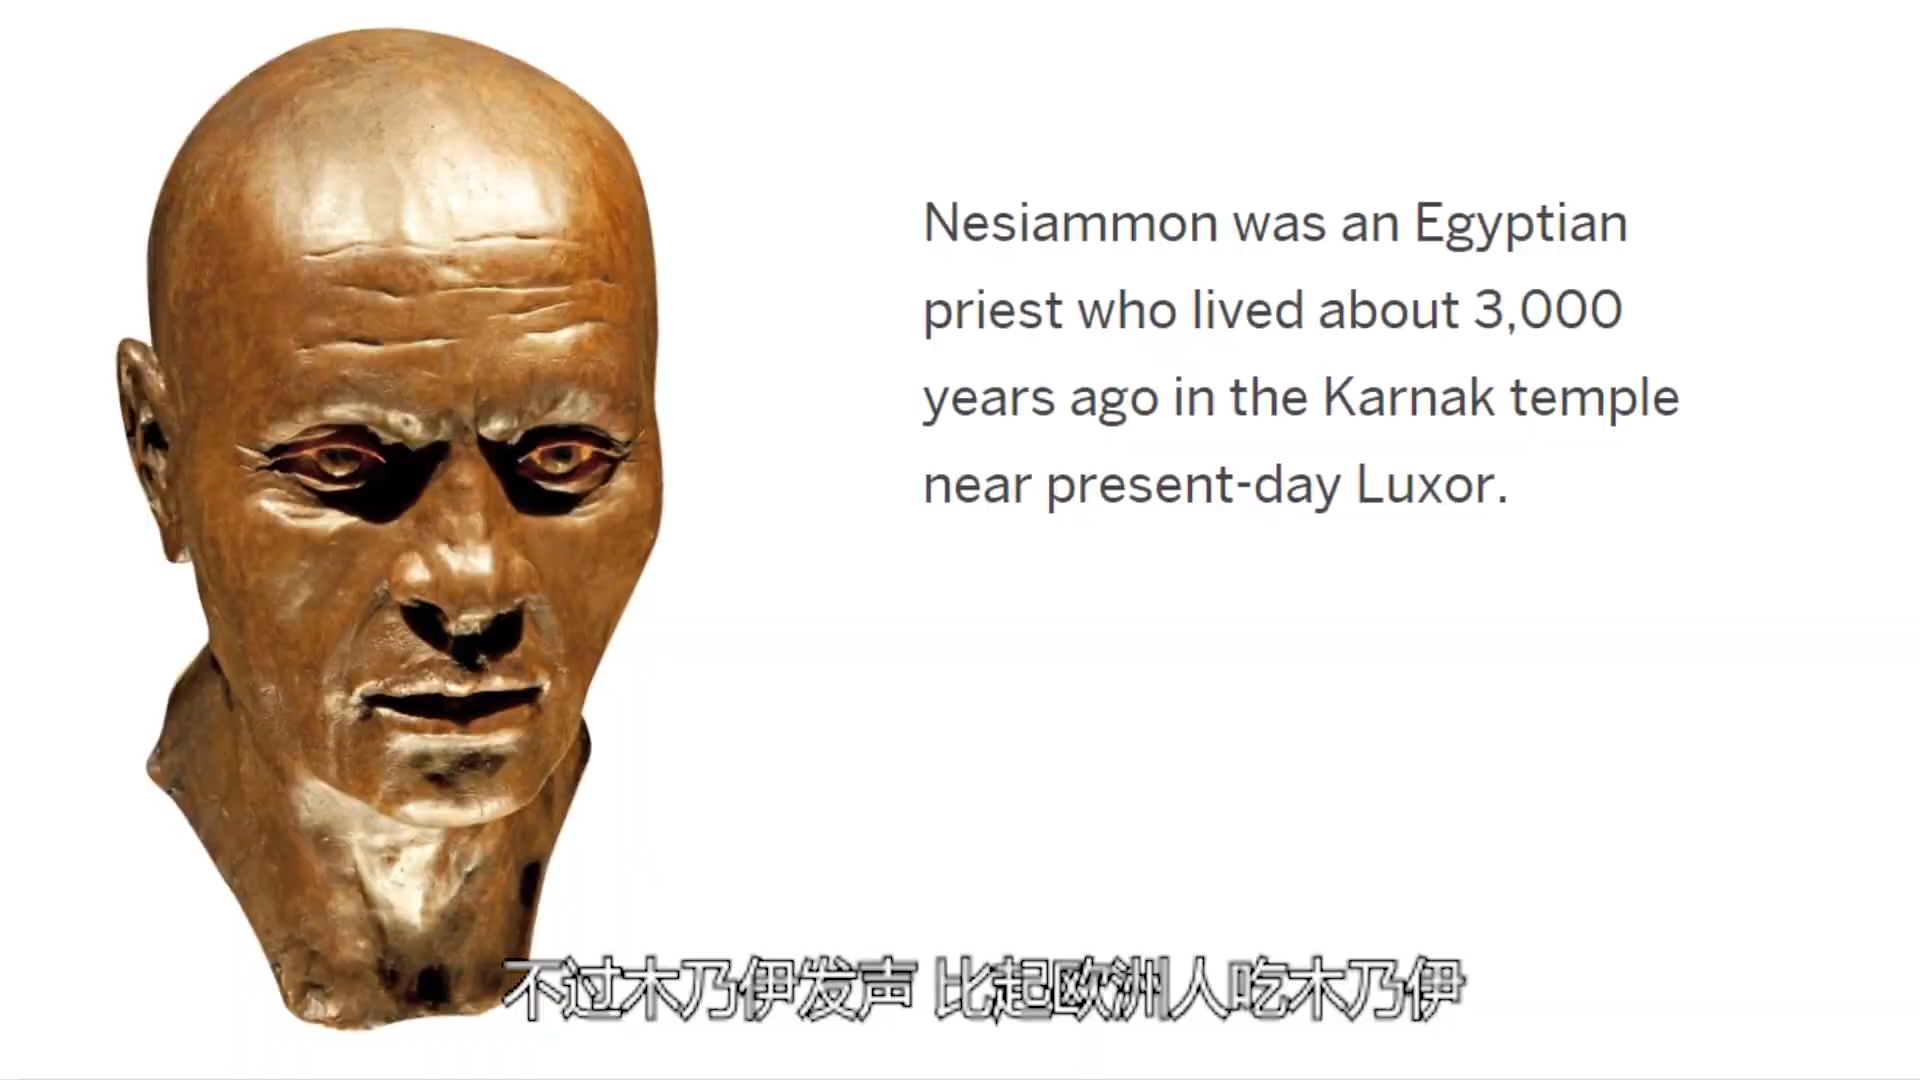 Nesiammon was an Egyptian
priest who lived about 3,000
years ago in the Karnak temple
near present-day Luxor.
不过木乃伊发声 比起欧洲人吃木乃伊